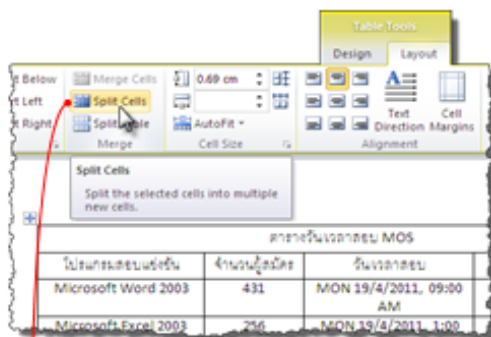 Table Tools
Design Layout
t Below Merge Cells 0.69 cm
t Left Split Cells Text Cell
t Right Split Table AutoFit Direction Margins
Merge Cell Size Alignment
Split Cells
Split the selected cells into multiple
new cells.
ตารางวันเวลาสอบ MOS
โปรแกรมสอบแข่งขัน จำนวนผู้สมัคร วันเวลาสอบ
Microsoft Word 2003 431 MON 19/4/2011, 09:00
AM
Microsoft Excel 2003 256 MON 19/4/2011, 1:00